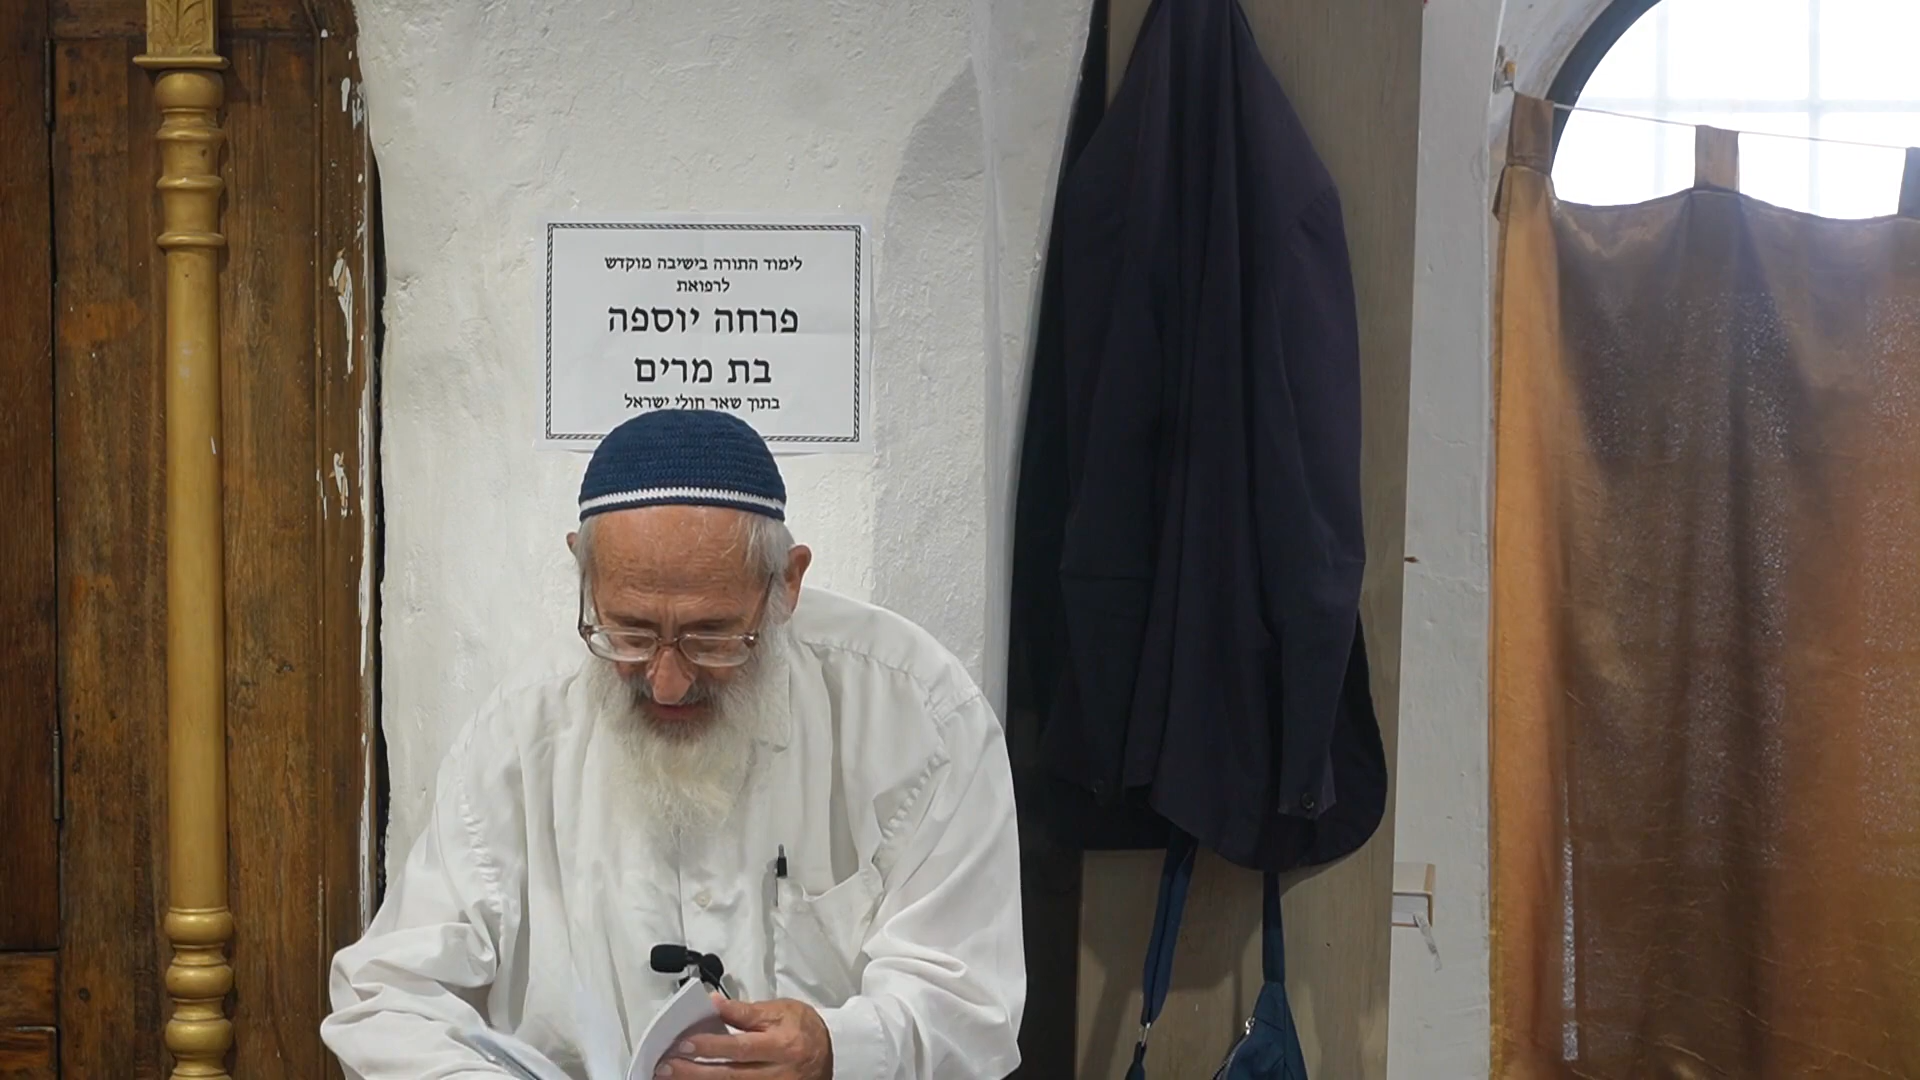 לימוד התורה בישיבה מוקדש
לרפואת
פרחה יוספה
בת מרים
בתוך שאר חולי ישראל